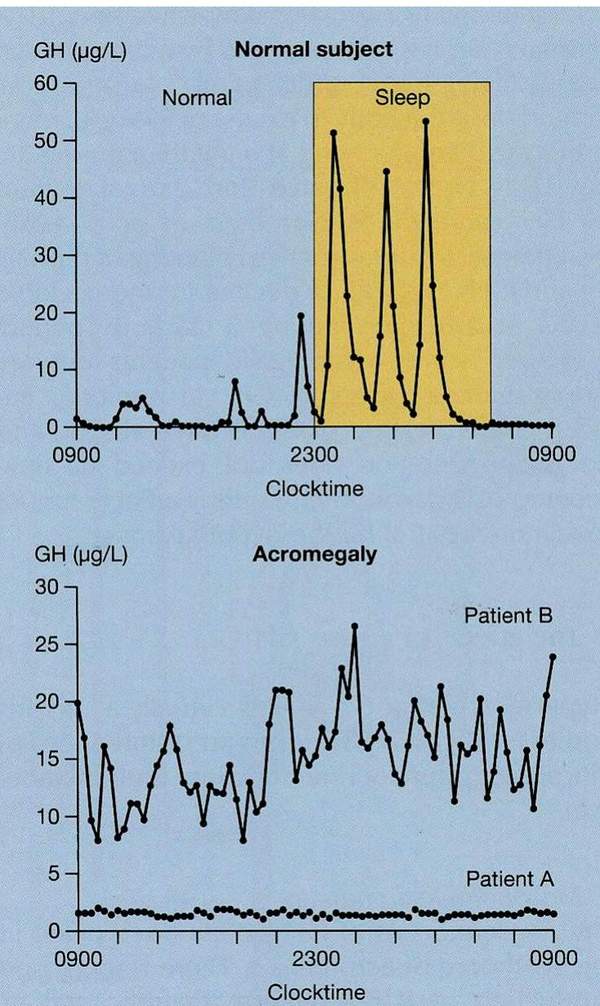 GH (µg/L)
Normal subject
60
Normal
Sleep
50
40
30
20
10
0
0900
2300
0900
Clocktime
GH (µg/L)
Acromegaly
30
Patient B
25
20
15
10
5
Patient A
0
0900
2300
0900
Clocktime